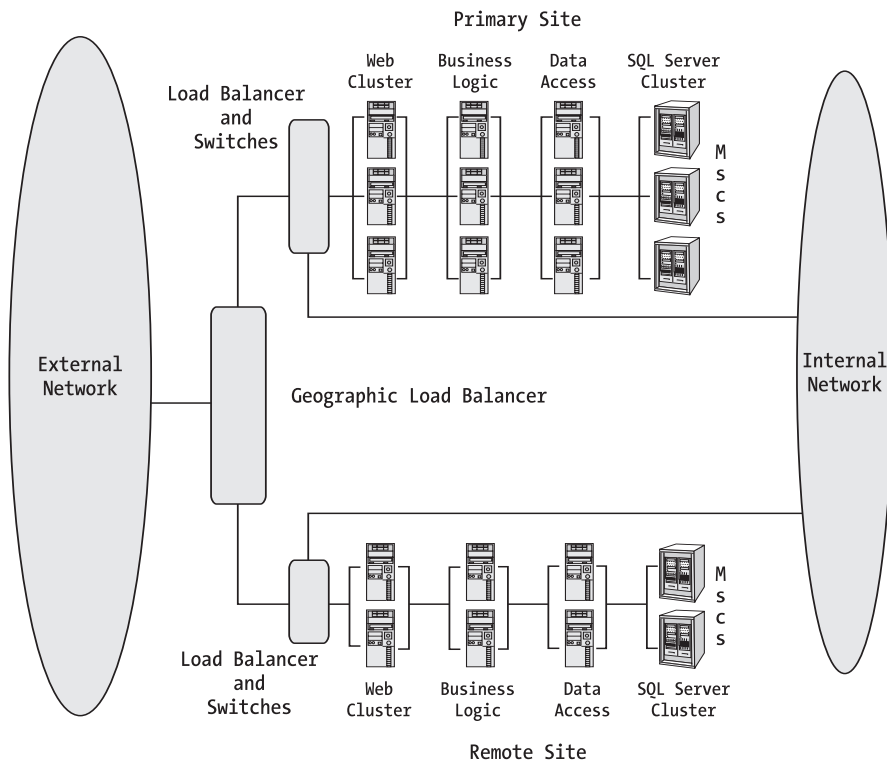 Primary Site
Web
Cluster
Business
Logic
Data
Access
SQL Server
Cluster
Load Balancer
and
Switches
M
s
c
s
External
Network
Geographic Load Balancer
Internal
Network
M
s
c
s
Load Balancer
and
Switches
Web
Cluster
Business
Logic
Data
Access
SQL Server
Cluster
Remote Site